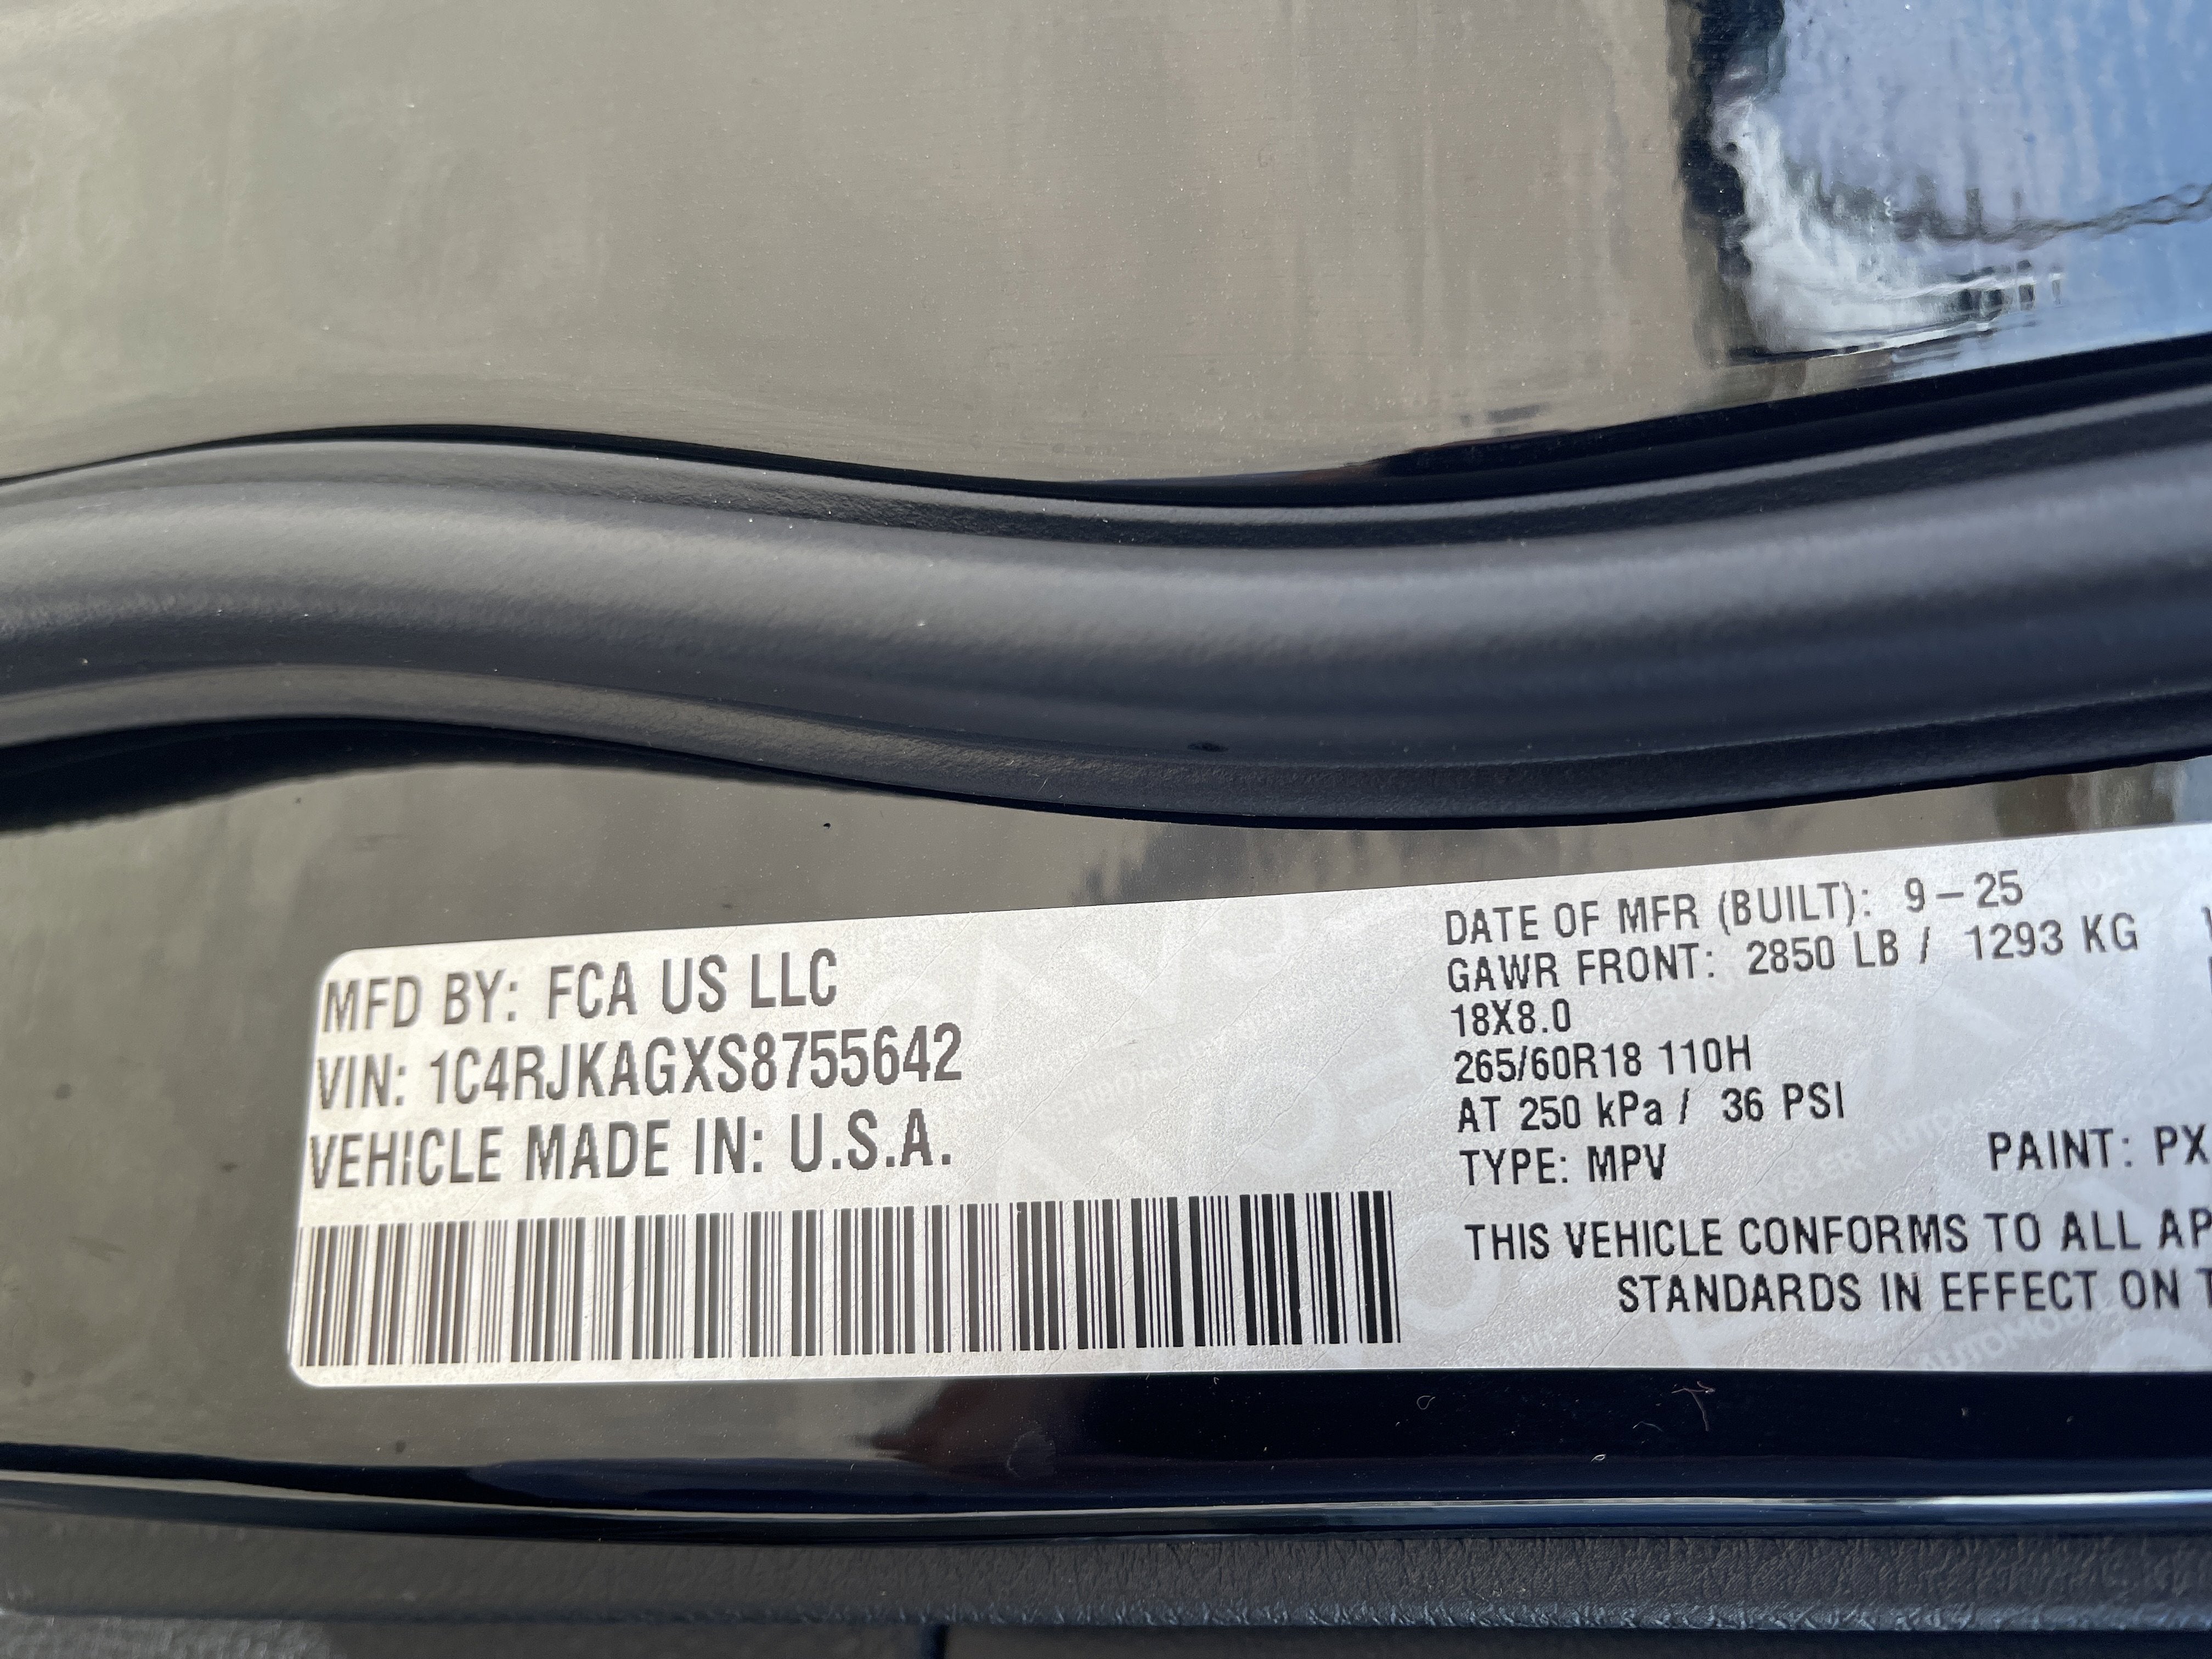 MFD BY: FCA US LLC
VIN: 1C4RJKAGXS8755642
VEHICLE MADE IN: U.S.A.
DATE OF MFR (BUILT): 9-25
GAWR FRONT: 2850 LB / 1293 KG
18X8.0
265/60R18 110H
AT 250 kPa / 36 PSI
TYPE: MPV PAINT: PX
THIS VEHICLE CONFORMS TO ALL AP
STANDARDS IN EFFECT ON T